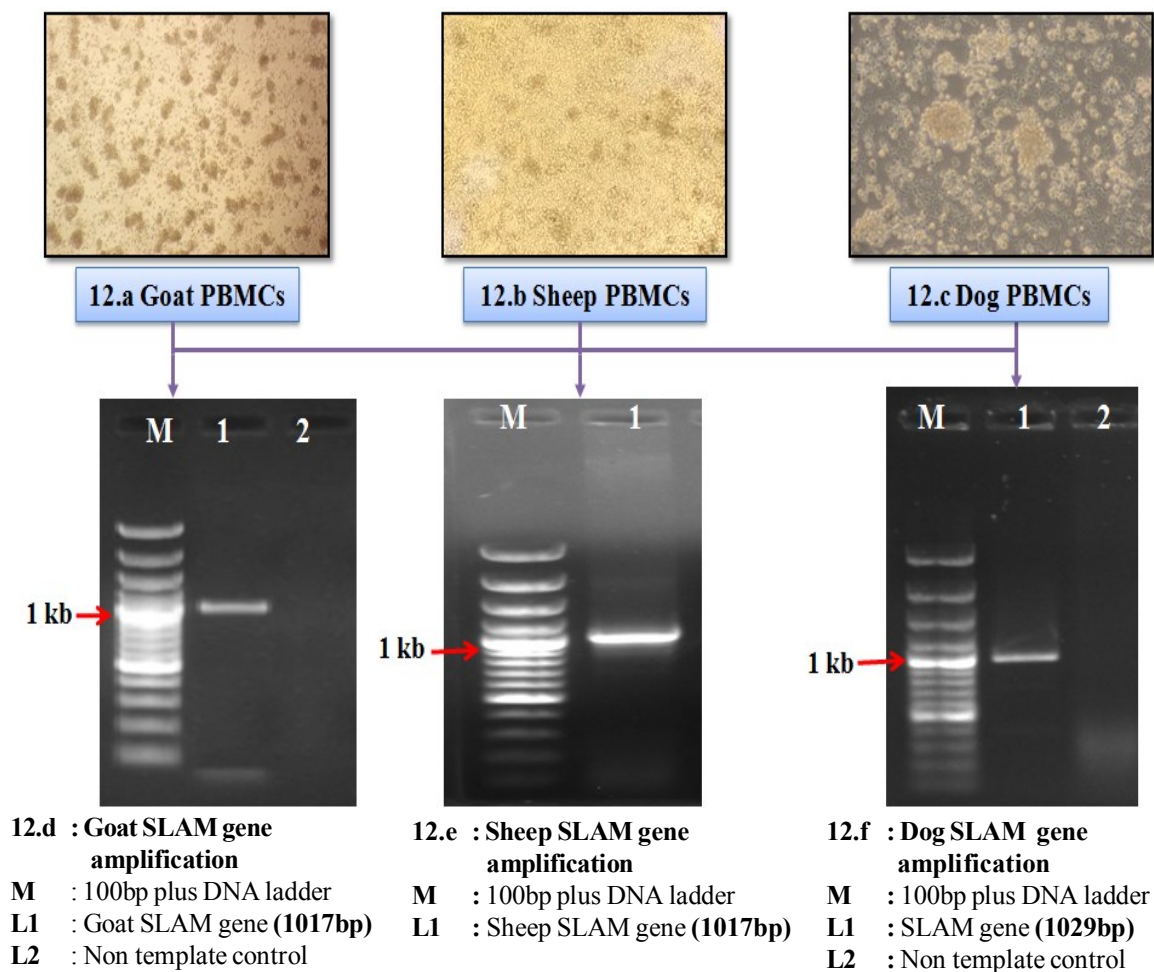 12.a Goat PBMCs
12.b Sheep PBMCs
12.c Dog PBMCs
M 1 2
1 kb
M 1
1 kb
M 1 2
1 kb
12.d : Goat SLAM gene
amplification
M : 100bp plus DNA ladder
L1 : Goat SLAM gene (1017bp)
L2 : Non template control
12.e : Sheep SLAM gene
amplification
M : 100bp plus DNA ladder
L1 : Sheep SLAM gene (1017bp)
12.f : Dog SLAM gene
amplification
M : 100bp plus DNA ladder
L1 : SLAM gene (1029bp)
L2 : Non template control